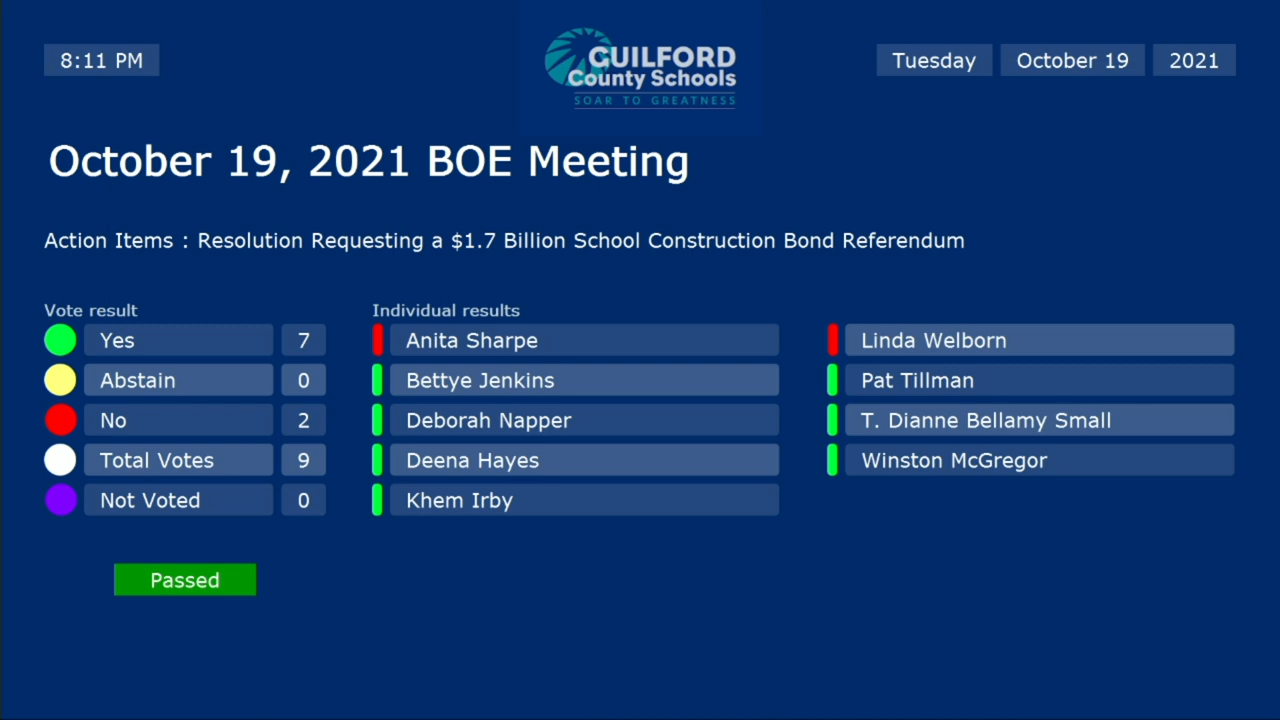 8:11 PM
GUILFORD
County Schools
SOAR TO GREATNESS
Tuesday October 19 2021
October 19, 2021 BOE Meeting
Action Items : Resolution Requesting a $1.7 Billion School Construction Bond Referendum
Vote result
Yes 7
Abstain 0
No 2
Total Votes 9
Not Voted 0
Passed
Individual results
Anita Sharpe
Bettye Jenkins
Deborah Napper
Deena Hayes
Khem Irby
Linda Welborn
Pat Tillman
T. Dianne Bellamy Small
Winston McGregor